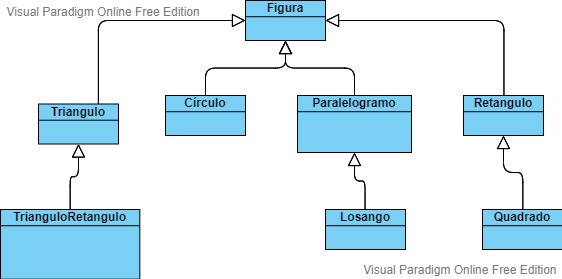 Visual Paradigm Online Free Edition
Figura
Triangulo
Círculo
Paralelogramo
Retangulo
TrianguloRetangulo
Losango
Quadrado
Visual Paradigm Online Free Edition